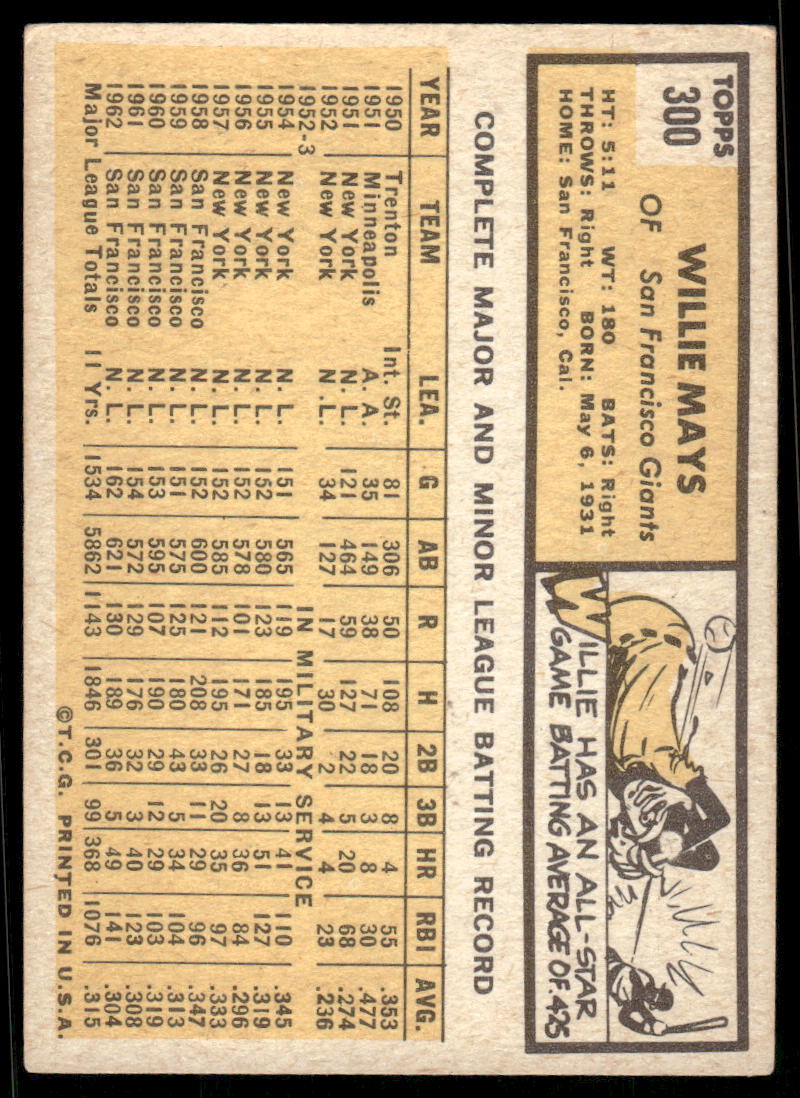 TOPPS
300
WILLIE MAYS
OF San Francisco Giants
HT: 5:11 WT: 180 BATS: Right
THROWS: Right BORN: May 6, 1931
HOME: San Francisco, Cal.
WILLIE HAS AN ALL-STAR
GAME BATTING AVERAGE OF .425
COMPLETE MAJOR AND MINOR LEAGUE BATTING RECORD
YEAR TEAM LEA. G AB R H 2B 3B HR RBI AVG.
1950 Trenton Int. St. 81 306 50 108 20 8 4 55 .353
1951 Minneapolis A. A. 35 149 38 71 18 3 8 30 .477
1951 New York N. L. 121 464 59 127 22 5 20 68 .274
1952 New York N. L. 34 127 17 30 2 4 4 23 .236
1952-3 IN MILITARY SERVICE
1954 New York N. L. 151 565 119 195 33 13 41 110 .345
1955 New York N. L. 152 580 123 185 18 13 51 127 .319
1956 New York N. L. 152 578 101 171 27 8 36 84 .296
1957 New York N. L. 152 585 112 195 26 20 35 97 .333
1958 San Francisco N. L. 152 600 121 208 33 11 29 96 .347
1959 San Francisco N. L. 151 575 125 180 43 5 34 104 .313
1960 San Francisco N. L. 153 595 107 190 29 12 29 103 .319
1961 San Francisco N. L. 154 572 129 176 32 3 40 123 .308
1962 San Francisco N. L. 162 621 130 189 36 5 49 141 .304
Major League Totals 11 Yrs. 1534 5862 1143 1846 301 99 368 1076 .315
©T.C.G. PRINTED IN U.S.A.